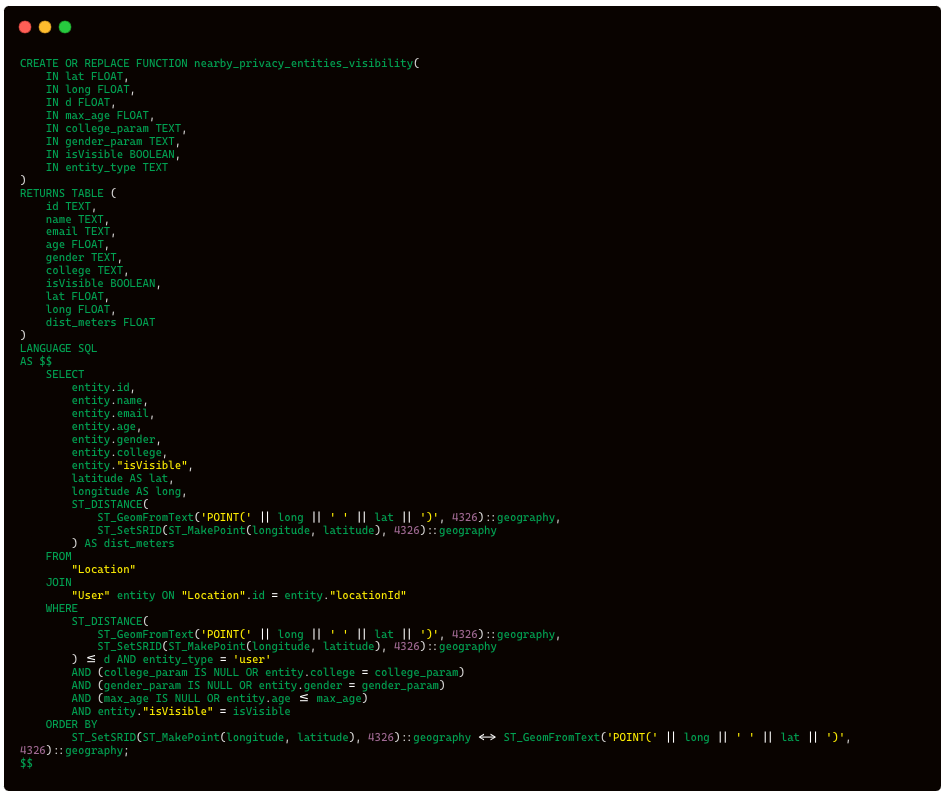 CREATE OR REPLACE FUNCTION nearby_privacy_entities_visibility(
    IN lat FLOAT,
    IN long FLOAT,
    IN d FLOAT,
    IN max_age FLOAT,
    IN college_param TEXT,
    IN gender_param TEXT,
    IN isVisible BOOLEAN,
    IN entity_type TEXT
)
RETURNS TABLE (
    id TEXT,
    name TEXT,
    email TEXT,
    age FLOAT,
    gender TEXT,
    college TEXT,
    isVisible BOOLEAN,
    lat FLOAT,
    long FLOAT,
    dist_meters FLOAT
)
LANGUAGE SQL
AS $$
    SELECT
        entity.id,
        entity.name,
        entity.email,
        entity.age,
        entity.gender,
        entity.college,
        entity."isVisible",
        latitude AS lat,
        longitude AS long,
        ST_DISTANCE(
            ST_GeomFromText('POINT(' || long || ' ' || lat || ')', 4326)::geography,
            ST_SetSRID(ST_MakePoint(longitude, latitude), 4326)::geography
        ) AS dist_meters
    FROM
        "Location"
    JOIN
        "User" entity ON "Location".id = entity."locationId"
    WHERE
        ST_DISTANCE(
            ST_GeomFromText('POINT(' || long || ' ' || lat || ')', 4326)::geography,
            ST_SetSRID(ST_MakePoint(longitude, latitude), 4326)::geography
        ) <= d AND entity_type = 'user'
        AND (college_param IS NULL OR entity.college = college_param)
        AND (gender_param IS NULL OR entity.gender = gender_param)
        AND (max_age IS NULL OR entity.age <= max_age)
        AND entity."isVisible" = isVisible
    ORDER BY
        ST_SetSRID(ST_MakePoint(longitude, latitude), 4326)::geography <-> ST_GeomFromText('POINT(' || long || ' ' || lat || ')',
4326)::geography;
$$